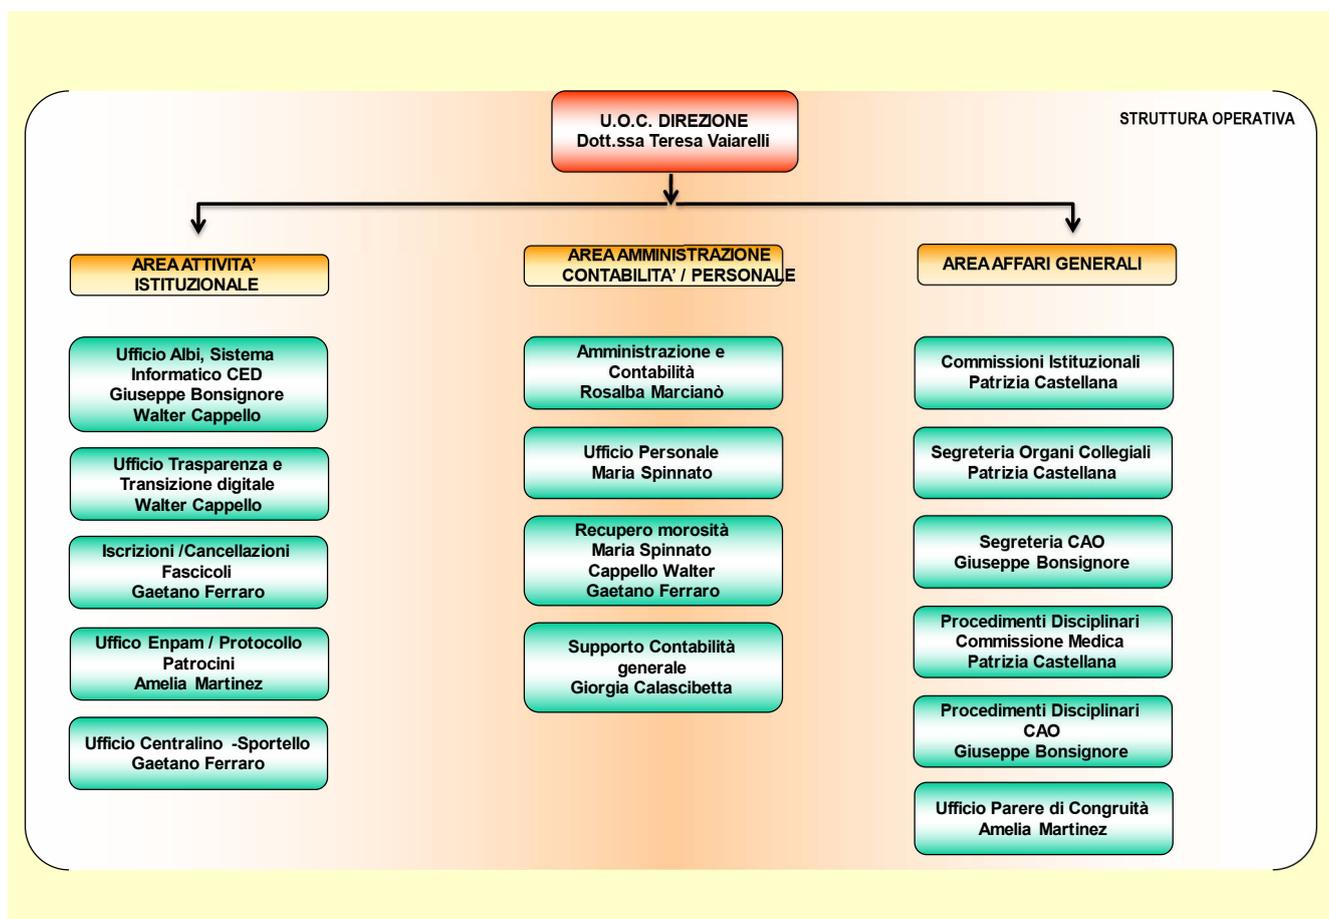 STRUTTURA OPERATIVA
U.O.C. DIREZIONE
Dott.ssa Teresa Vaiarelli
AREA ATTIVITA’
ISTITUZIONALE
Ufficio Albi, Sistema
Informatico CED
Giuseppe Bonsignore
Walter Cappello
Ufficio Trasparenza e
Transizione digitale
Walter Cappello
Iscrizioni /Cancellazioni
Fascicoli
Gaetano Ferraro
Uffico Enpam / Protocollo
Patrocini
Amelia Martinez
Ufficio Centralino -Sportello
Gaetano Ferraro
AREA AMMINISTRAZIONE
CONTABILITA’ / PERSONALE
Amministrazione e
Contabilità
Rosalba Marcianò
Ufficio Personale
Maria Spinnato
Recupero morosità
Maria Spinnato
Cappello Walter
Gaetano Ferraro
Supporto Contabilità
generale
Giorgia Calascibetta
AREA AFFARI GENERALI
Commissioni Istituzionali
Patrizia Castellana
Segreteria Organi Collegiali
Patrizia Castellana
Segreteria CAO
Giuseppe Bonsignore
Procedimenti Disciplinari
Commissione Medica
Patrizia Castellana
Procedimenti Disciplinari
CAO
Giuseppe Bonsignore
Ufficio Parere di Congruità
Amelia Martinez